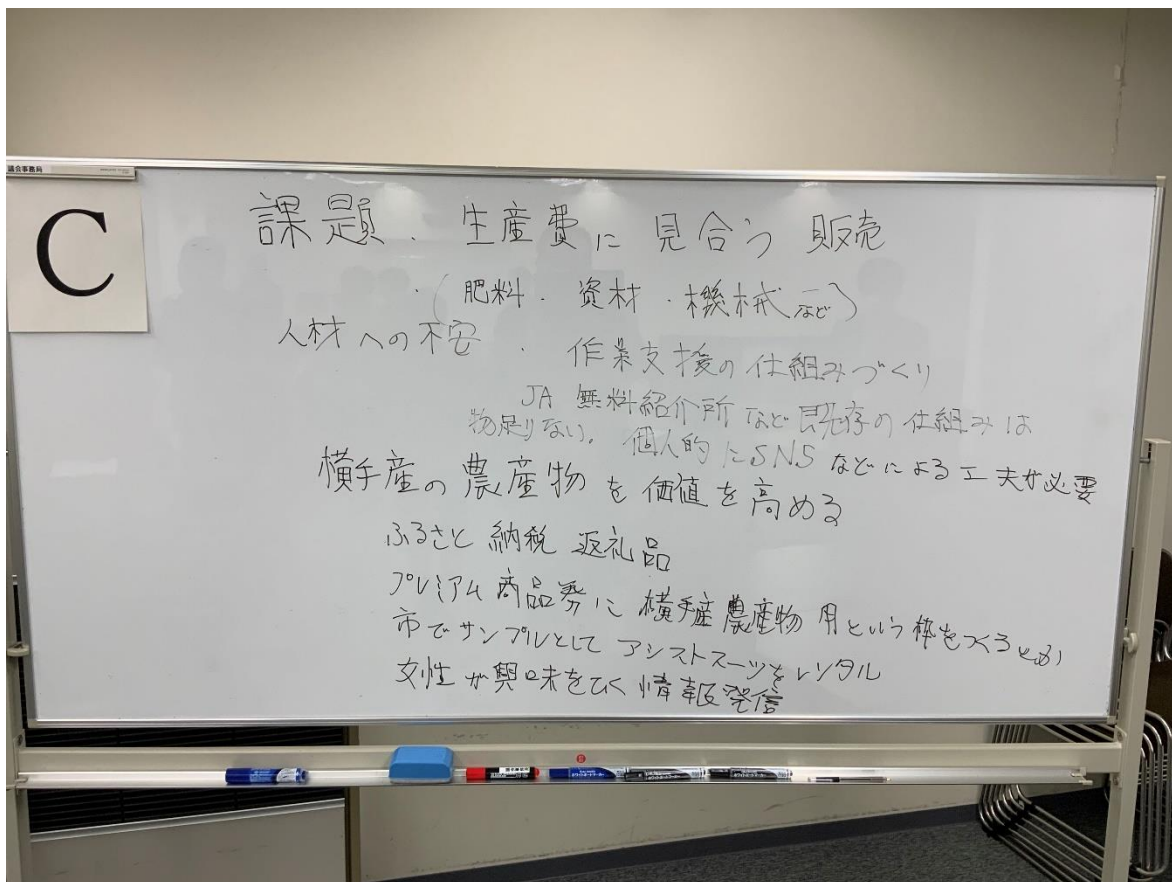 議会事務局
C
課題・生産費に見合う 販売
・(肥料・資材・機械など)
人材への不安・作業支援の仕組みづくり
JA 無料紹介所など既存の仕組みは
物足りない。個人的にSNSなどによる工夫が必要
横手産の農産物を価値を高める
ふるさと納税 返礼品
プレミアム商品券に横手産農産物用という枠をつくるとか
市でサンプルとしてアシストスーツをレンタル
女性が興味をひく情報発信